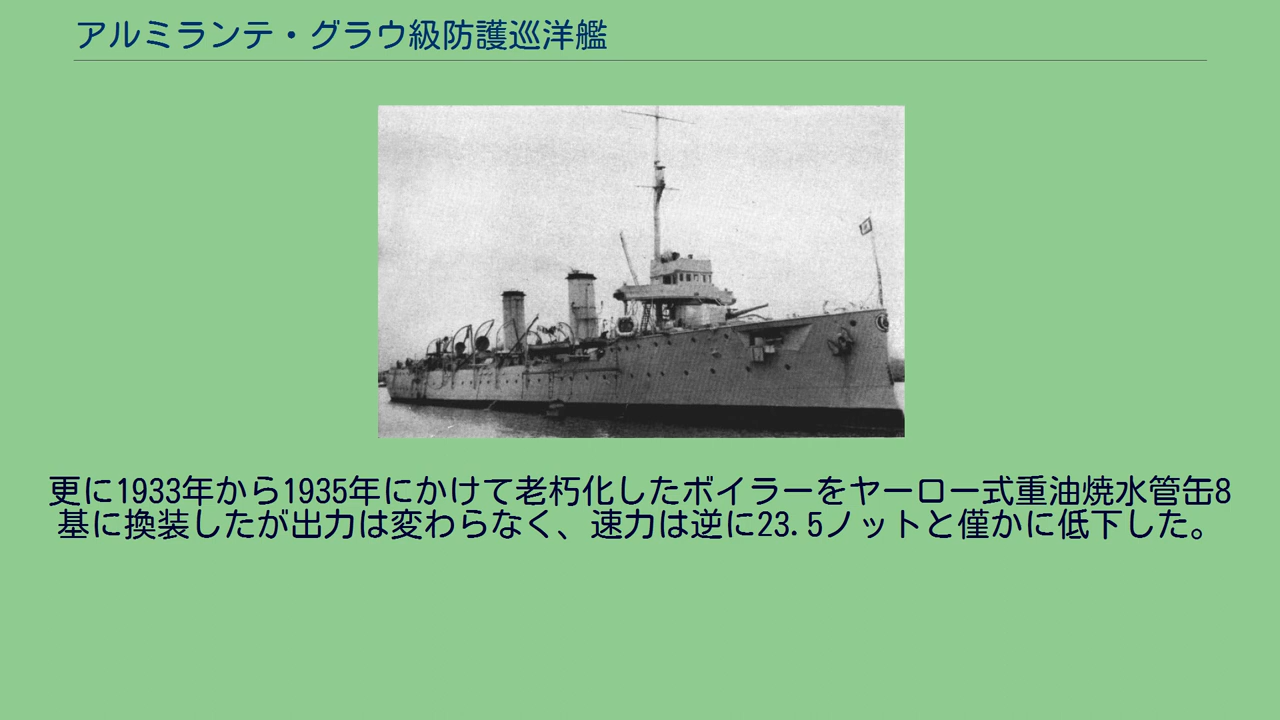 アルミランテ・グラウ級防護巡洋艦
更に1933年から1935年にかけて老朽化したボイラーをヤーロー式重油焼水管缶8
基に換装したが出力は変わらなく、速力は逆に23.5ノットと僅かに低下した。